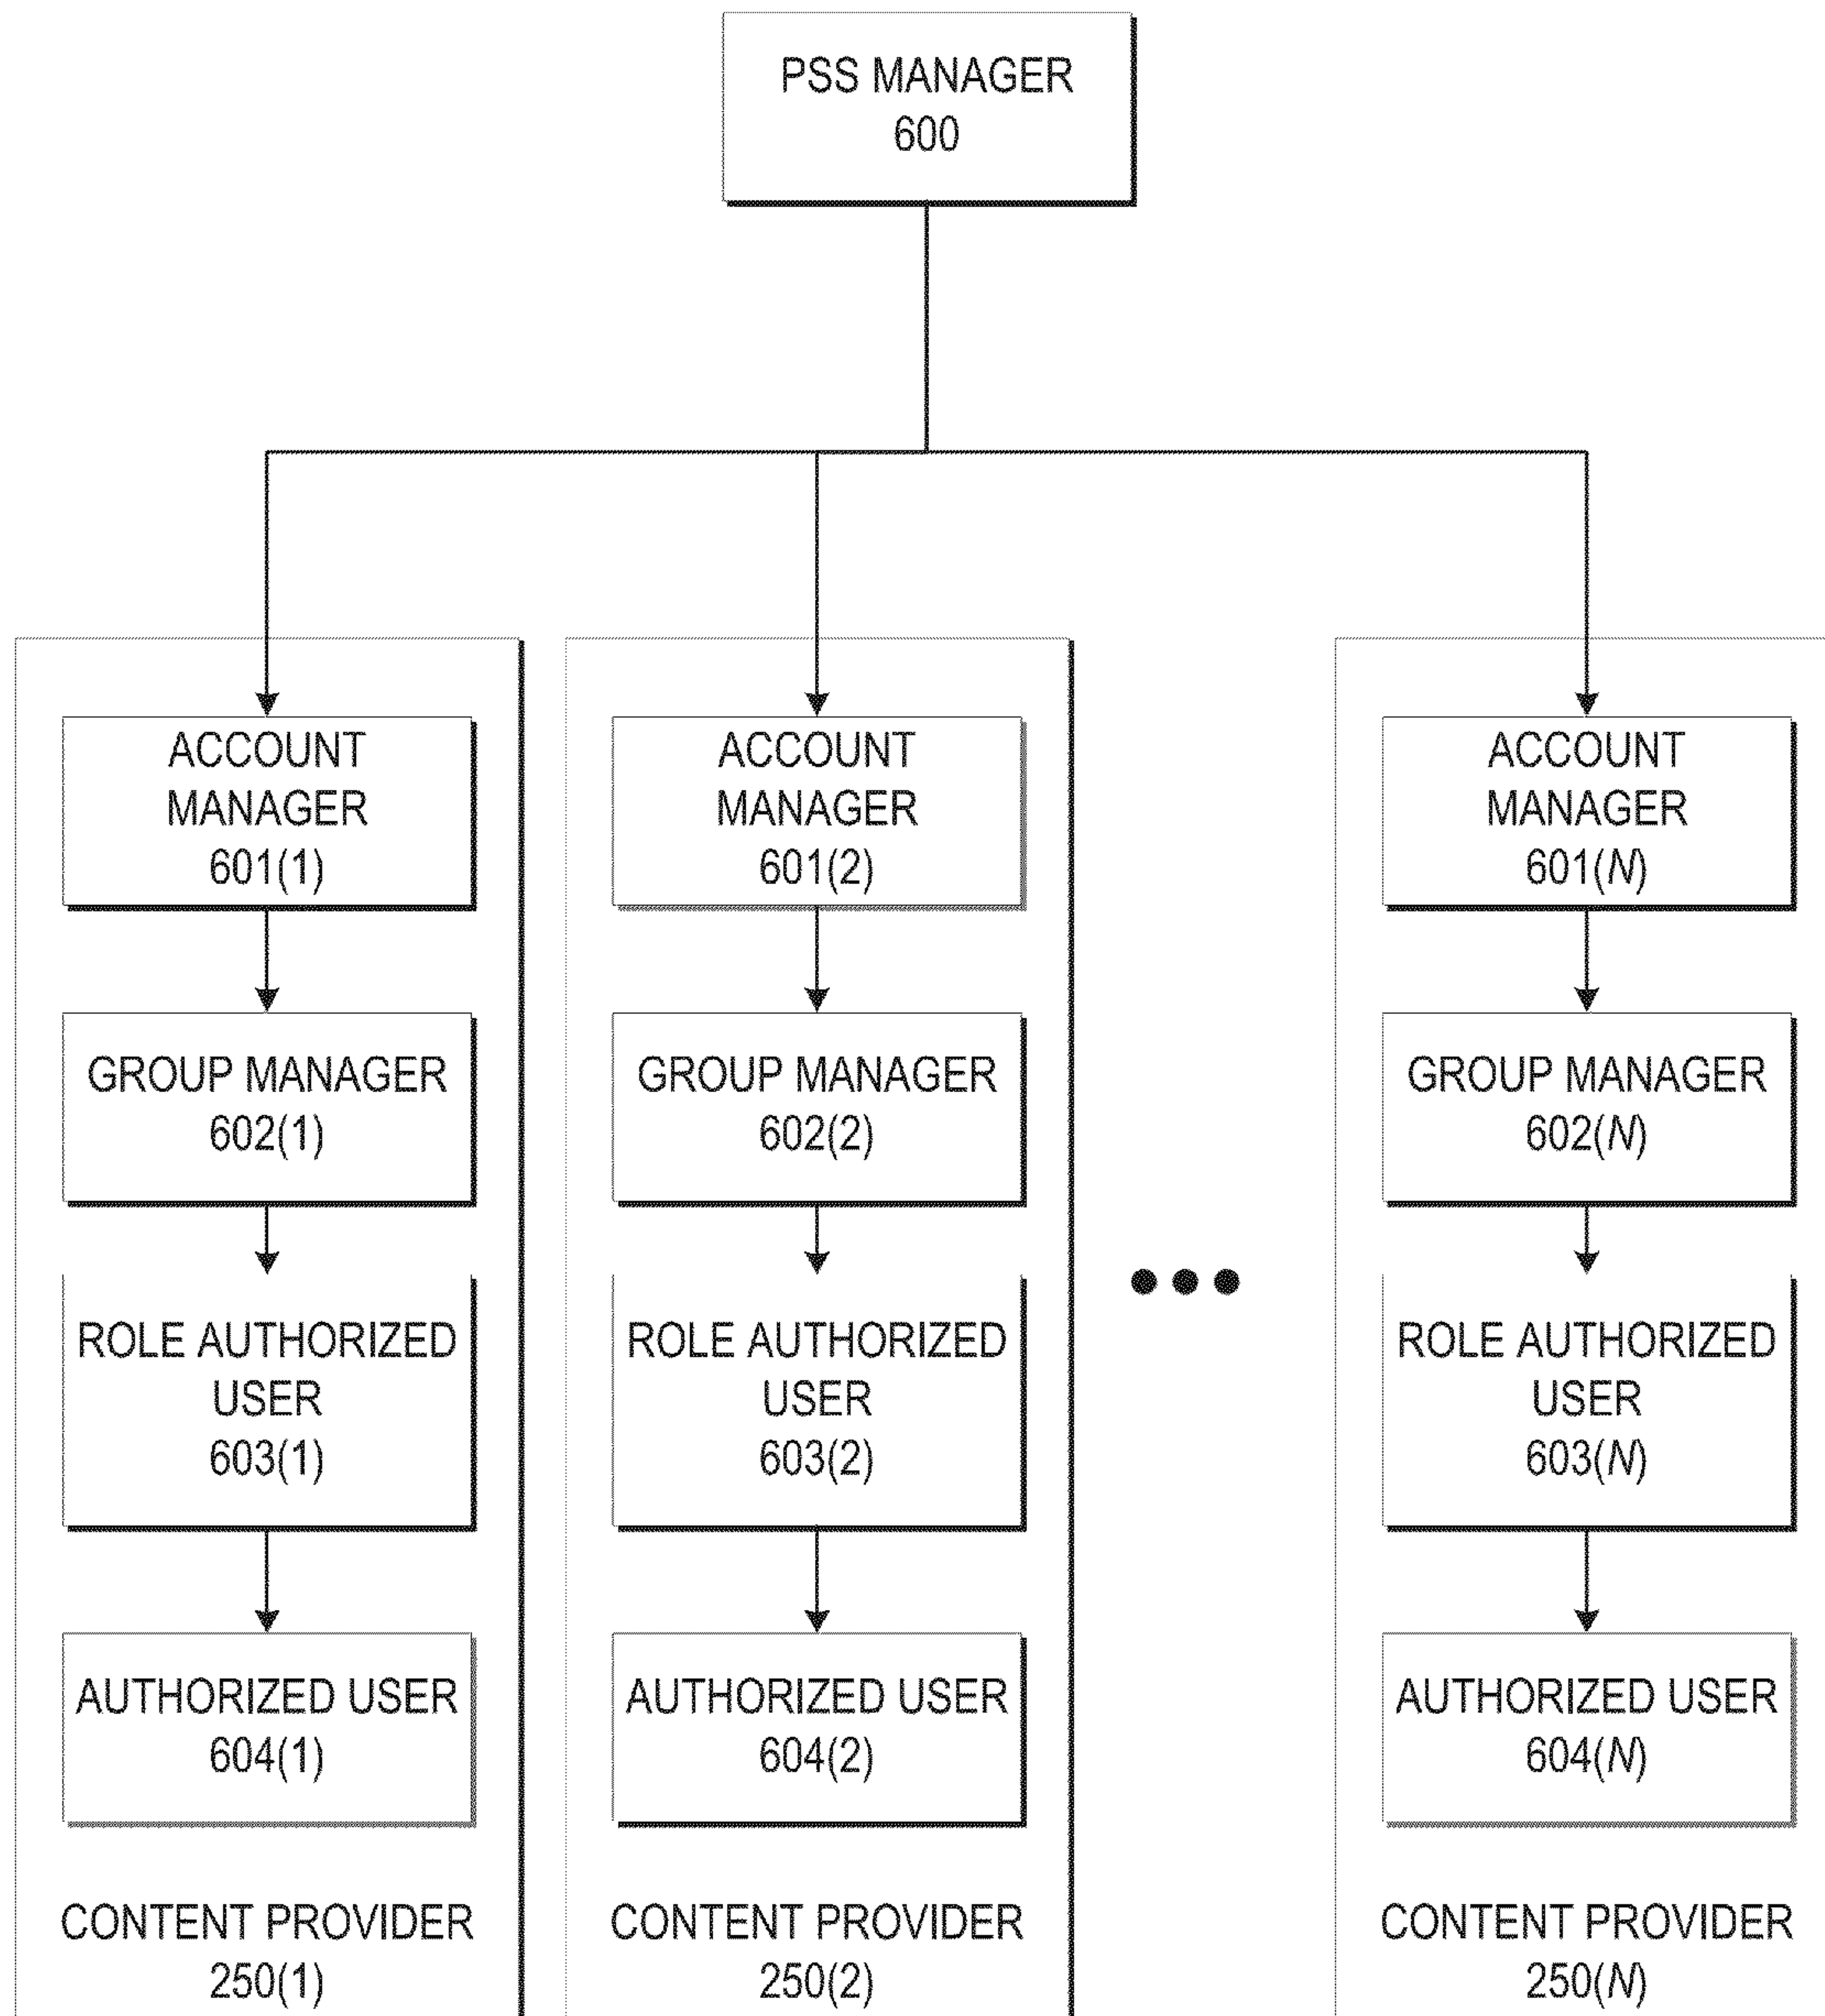 PSS MANAGER
600
ACCOUNT
MANAGER
601(1)
GROUP MANAGER
602(1)
ROLE AUTHORIZED
USER
603(1)
AUTHORIZED USER
604(1)
CONTENT PROVIDER
250(1)
ACCOUNT
MANAGER
601(2)
GROUP MANAGER
602(2)
ROLE AUTHORIZED
USER
603(2)
AUTHORIZED USER
604(2)
CONTENT PROVIDER
250(2)
ACCOUNT
MANAGER
601(N)
GROUP MANAGER
602(N)
ROLE AUTHORIZED
USER
603(N)
AUTHORIZED USER
604(N)
CONTENT PROVIDER
250(N)